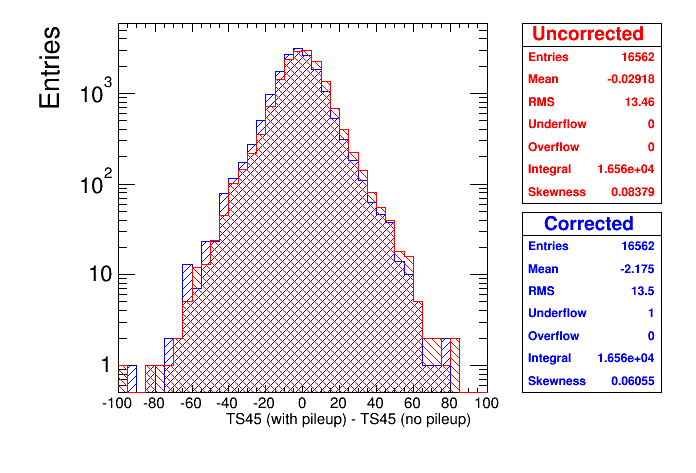 Entries
10³
10²
10
1
-100 -80 -60 -40 -20 0 20 40 60 80 100
TS45 (with pileup) - TS45 (no pileup)
Uncorrected
Entries 16562
Mean -0.02918
RMS 13.46
Underflow 0
Overflow 0
Integral 1.656e+04
Skewness 0.08379
Corrected
Entries 16562
Mean -2.175
RMS 13.5
Underflow 1
Overflow 0
Integral 1.656e+04
Skewness 0.06055